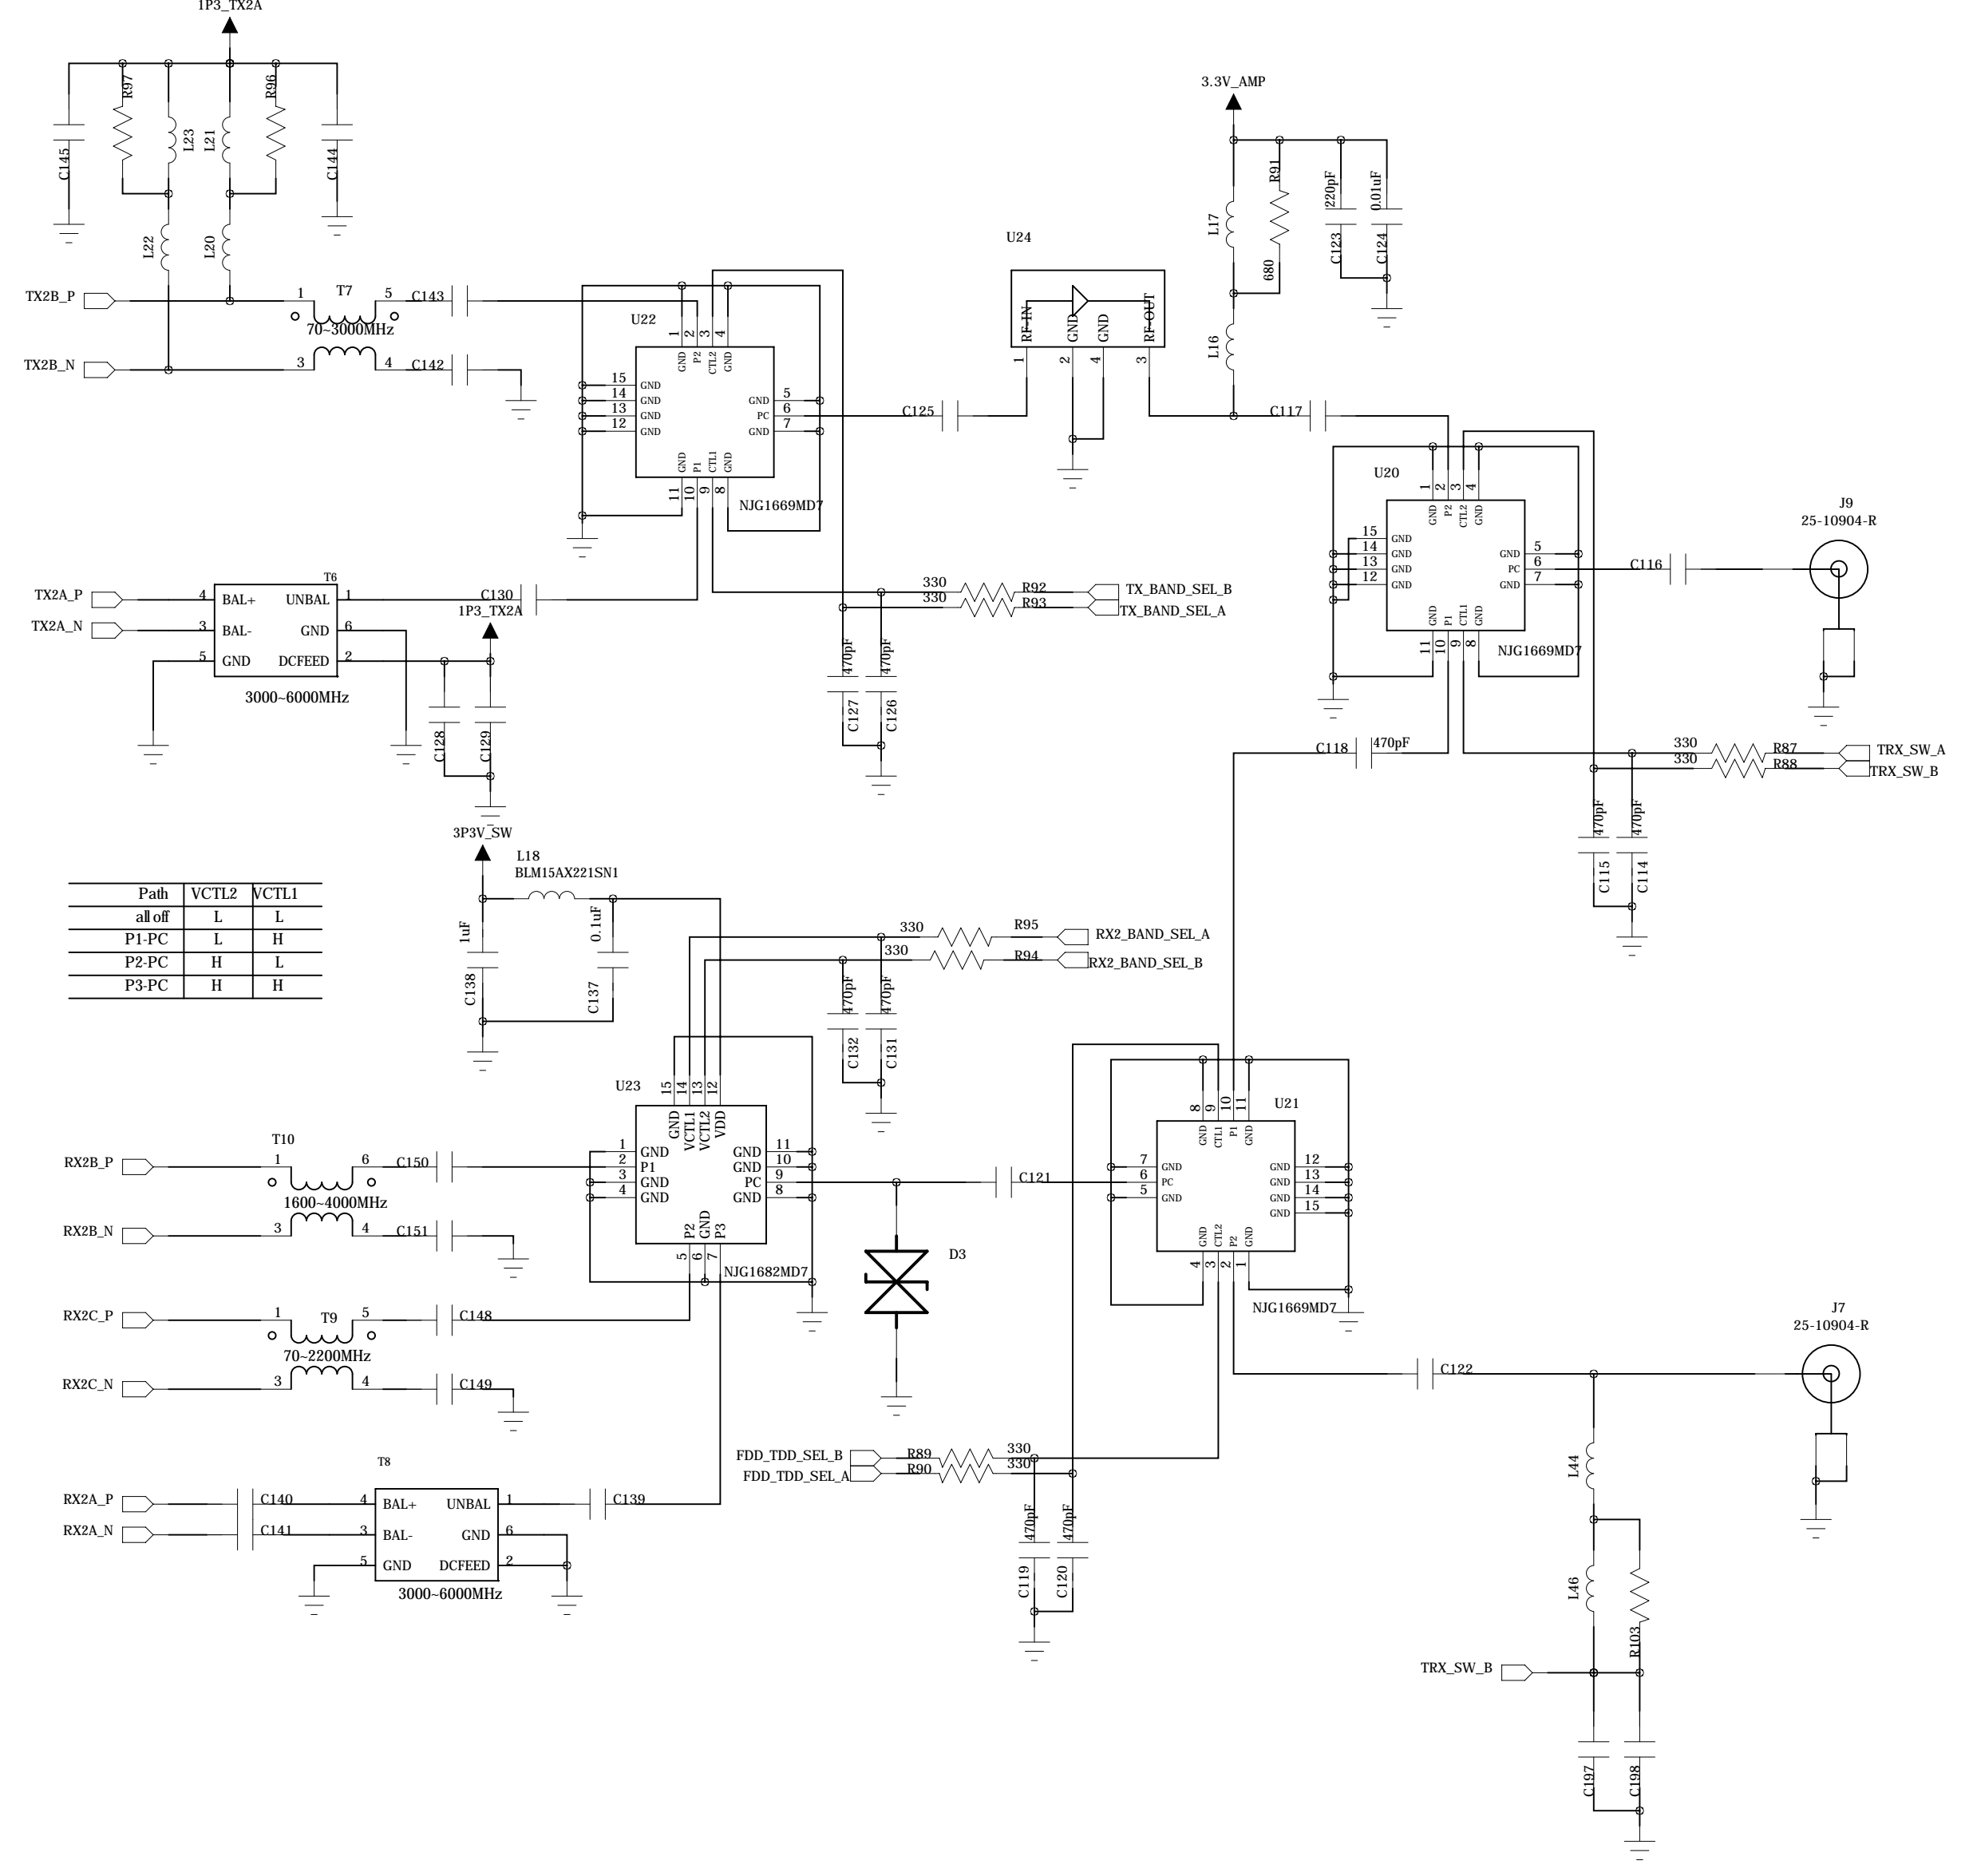 1P3_TX2A
C145
R97
L23
L21
R96
C144
L22
L20
TX2B_P
1
T7
5
C143
70~3000MHz
TX2B_N
3
4
C142
U22
1
2
3
4
GND
P2
CTL2
GND
15
GND
14
GND
13
GND
12
GND
GND
5
PC
6
GND
7
GND
P1
CTL1
GND
11
10
9
8
NJG1669MD7
C125
U24
RF-IN
GND
GND
RF-OUT
1
2
4
3
3.3V_AMP
L17
R91
680
220pF
C123
0.01uF
C124
L16
C117
U20
1
2
3
4
GND
P2
CTL2
GND
15
GND
14
GND
13
GND
12
GND
GND
5
PC
6
GND
7
GND
P1
CTL1
GND
11
10
9
8
NJG1669MD7
C116
J9
25-10904-R
TX2A_P
TX2A_N
T6
4
BAL+
UNBAL
1
3
BAL-
GND
6
5
GND
DCFEED
2
3000~6000MHz
C130
1P3_TX2A
C128
C129
330
R92
TX_BAND_SEL_B
330
R93
TX_BAND_SEL_A
470pF
470pF
C127
C126
C118
470pF
330
R87
TRX_SW_A
330
R88
TRX_SW_B
470pF
470pF
C115
C114
Path VCTL2 VCTL1
all off L L
P1-PC L H
P2-PC H L
P3-PC H H
3P3V_SW
L18
BLM15AX221SN1
1uF
C138
0.1uF
C137
330
R95
RX2_BAND_SEL_A
330
R94
RX2_BAND_SEL_B
470pF
470pF
C132
C131
U23
15
14
13
12
GND
VCTL1
VCTL2
VDD
1
GND
2
P1
3
GND
4
GND
GND
11
GND
10
PC
9
GND
8
P2
GND
P3
5
6
7
NJG1682MD7
RX2B_P
T10
1
6
C150
1600~4000MHz
RX2B_N
3
4
C151
RX2C_P
1
T9
5
C148
70~2200MHz
RX2C_N
3
4
C149
D3
C121
U21
8
9
10
11
GND
CTL1
P1
GND
7
GND
6
PC
5
GND
GND
12
GND
13
GND
14
GND
15
GND
CTL2
P2
GND
4
3
2
1
NJG1669MD7
C122
J7
25-10904-R
FDD_TDD_SEL_B
R89
330
FDD_TDD_SEL_A
R90
330
470pF
470pF
C119
C120
T8
RX2A_P
C140
4
BAL+
UNBAL
1
C139
RX2A_N
C141
3
BAL-
GND
6
5
GND
DCFEED
2
3000~6000MHz
L44
L46
R103
TRX_SW_B
C197
C198